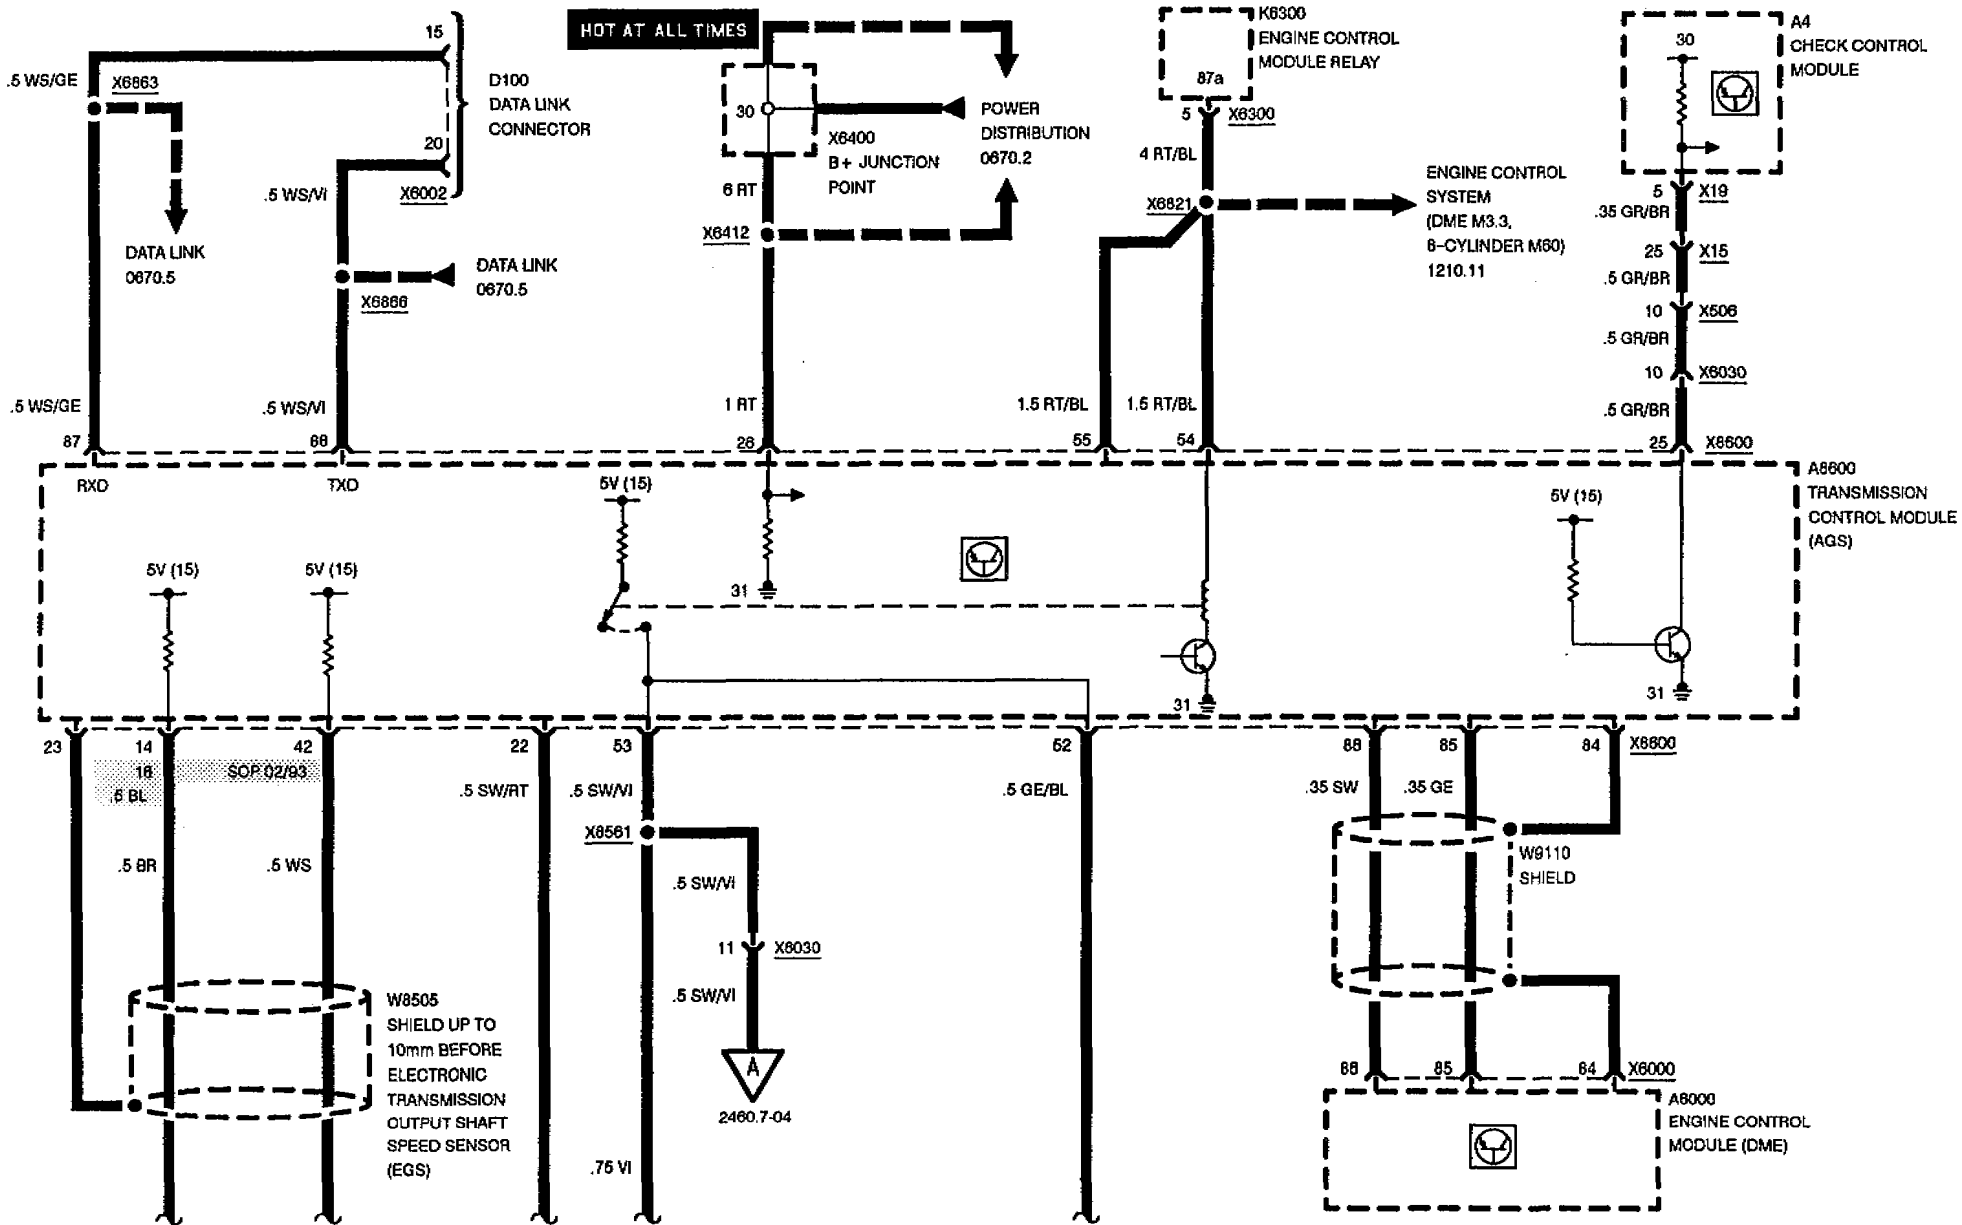 HOT AT ALL TIMES
15
.5 WS/GE
X6863
D100
DATA LINK
CONNECTOR
20
.5 WS/VI
X6002
DATA LINK
0670.5
DATA LINK
0670.5
X6866
30
X6400
B+ JUNCTION
POINT
POWER
DISTRIBUTION
0670.2
6 RT
X6412
K6300
ENGINE CONTROL
MODULE RELAY
87a
5
X6300
4 RT/BL
X6821
ENGINE CONTROL
SYSTEM
(DME M3.3,
8-CYLINDER M60)
1210.11
A4
CHECK CONTROL
MODULE
30
5
X19
.35 GR/BR
25
X15
.5 GR/BR
10
X506
.5 GR/BR
10
X6030
.5 GR/BR
.5 WS/GE
.5 WS/VI
1 RT
1.5 RT/BL
1.5 RT/BL
87
55
54
25
X8600
RXD
TXD
5V (15)
5V (15)
A8600
TRANSMISSION
CONTROL MODULE
(AGS)
5V (15)
5V (15)
31
31
31
23
14
42
22
53
85
84
X8600
SOP 02/93
.5 SW/RT
.5 SW/VI
.5 GE/BL
.35 SW
.35 GE
X8561
.5 BR
.5 WS
.5 SW/VI
W9110
SHIELD
11
X6030
.5 SW/VI
W8505
SHIELD UP TO
10mm BEFORE
ELECTRONIC
TRANSMISSION
OUTPUT SHAFT
SPEED SENSOR
(EGS)
A
2460.7-04
.75 VI
85
84
X6000
A6000
ENGINE CONTROL
MODULE (DME)